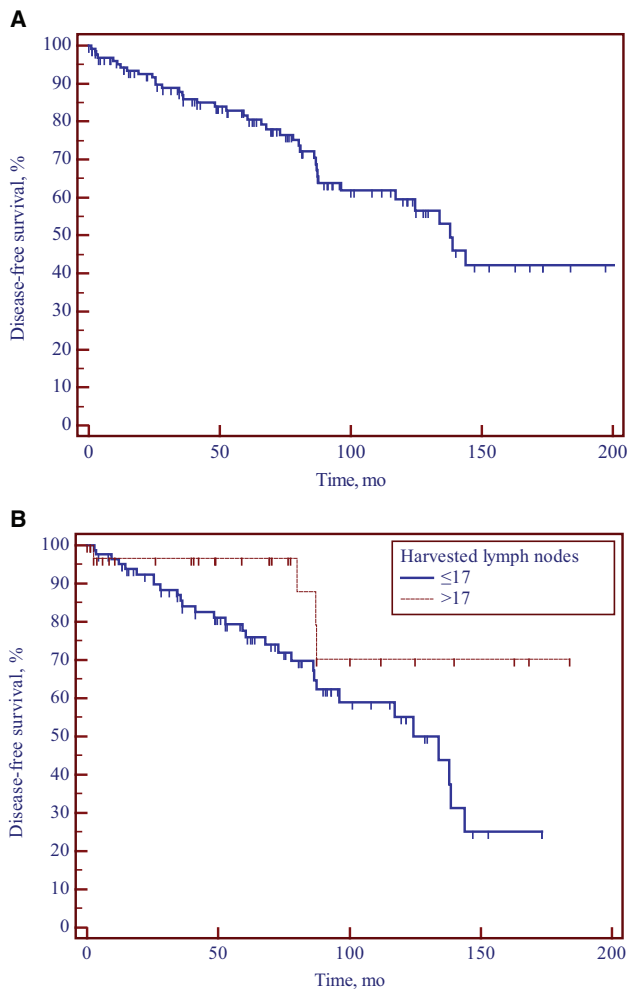 A
100
90
80
70
60
50
40
30
20
10
0
Disease-free survival, %
0 50 100 150 200
Time, mo
B
100
90
80
70
60
50
40
30
20
10
0
Disease-free survival, %
Harvested lymph nodes
≤17
>17
0 50 100 150 200
Time, mo